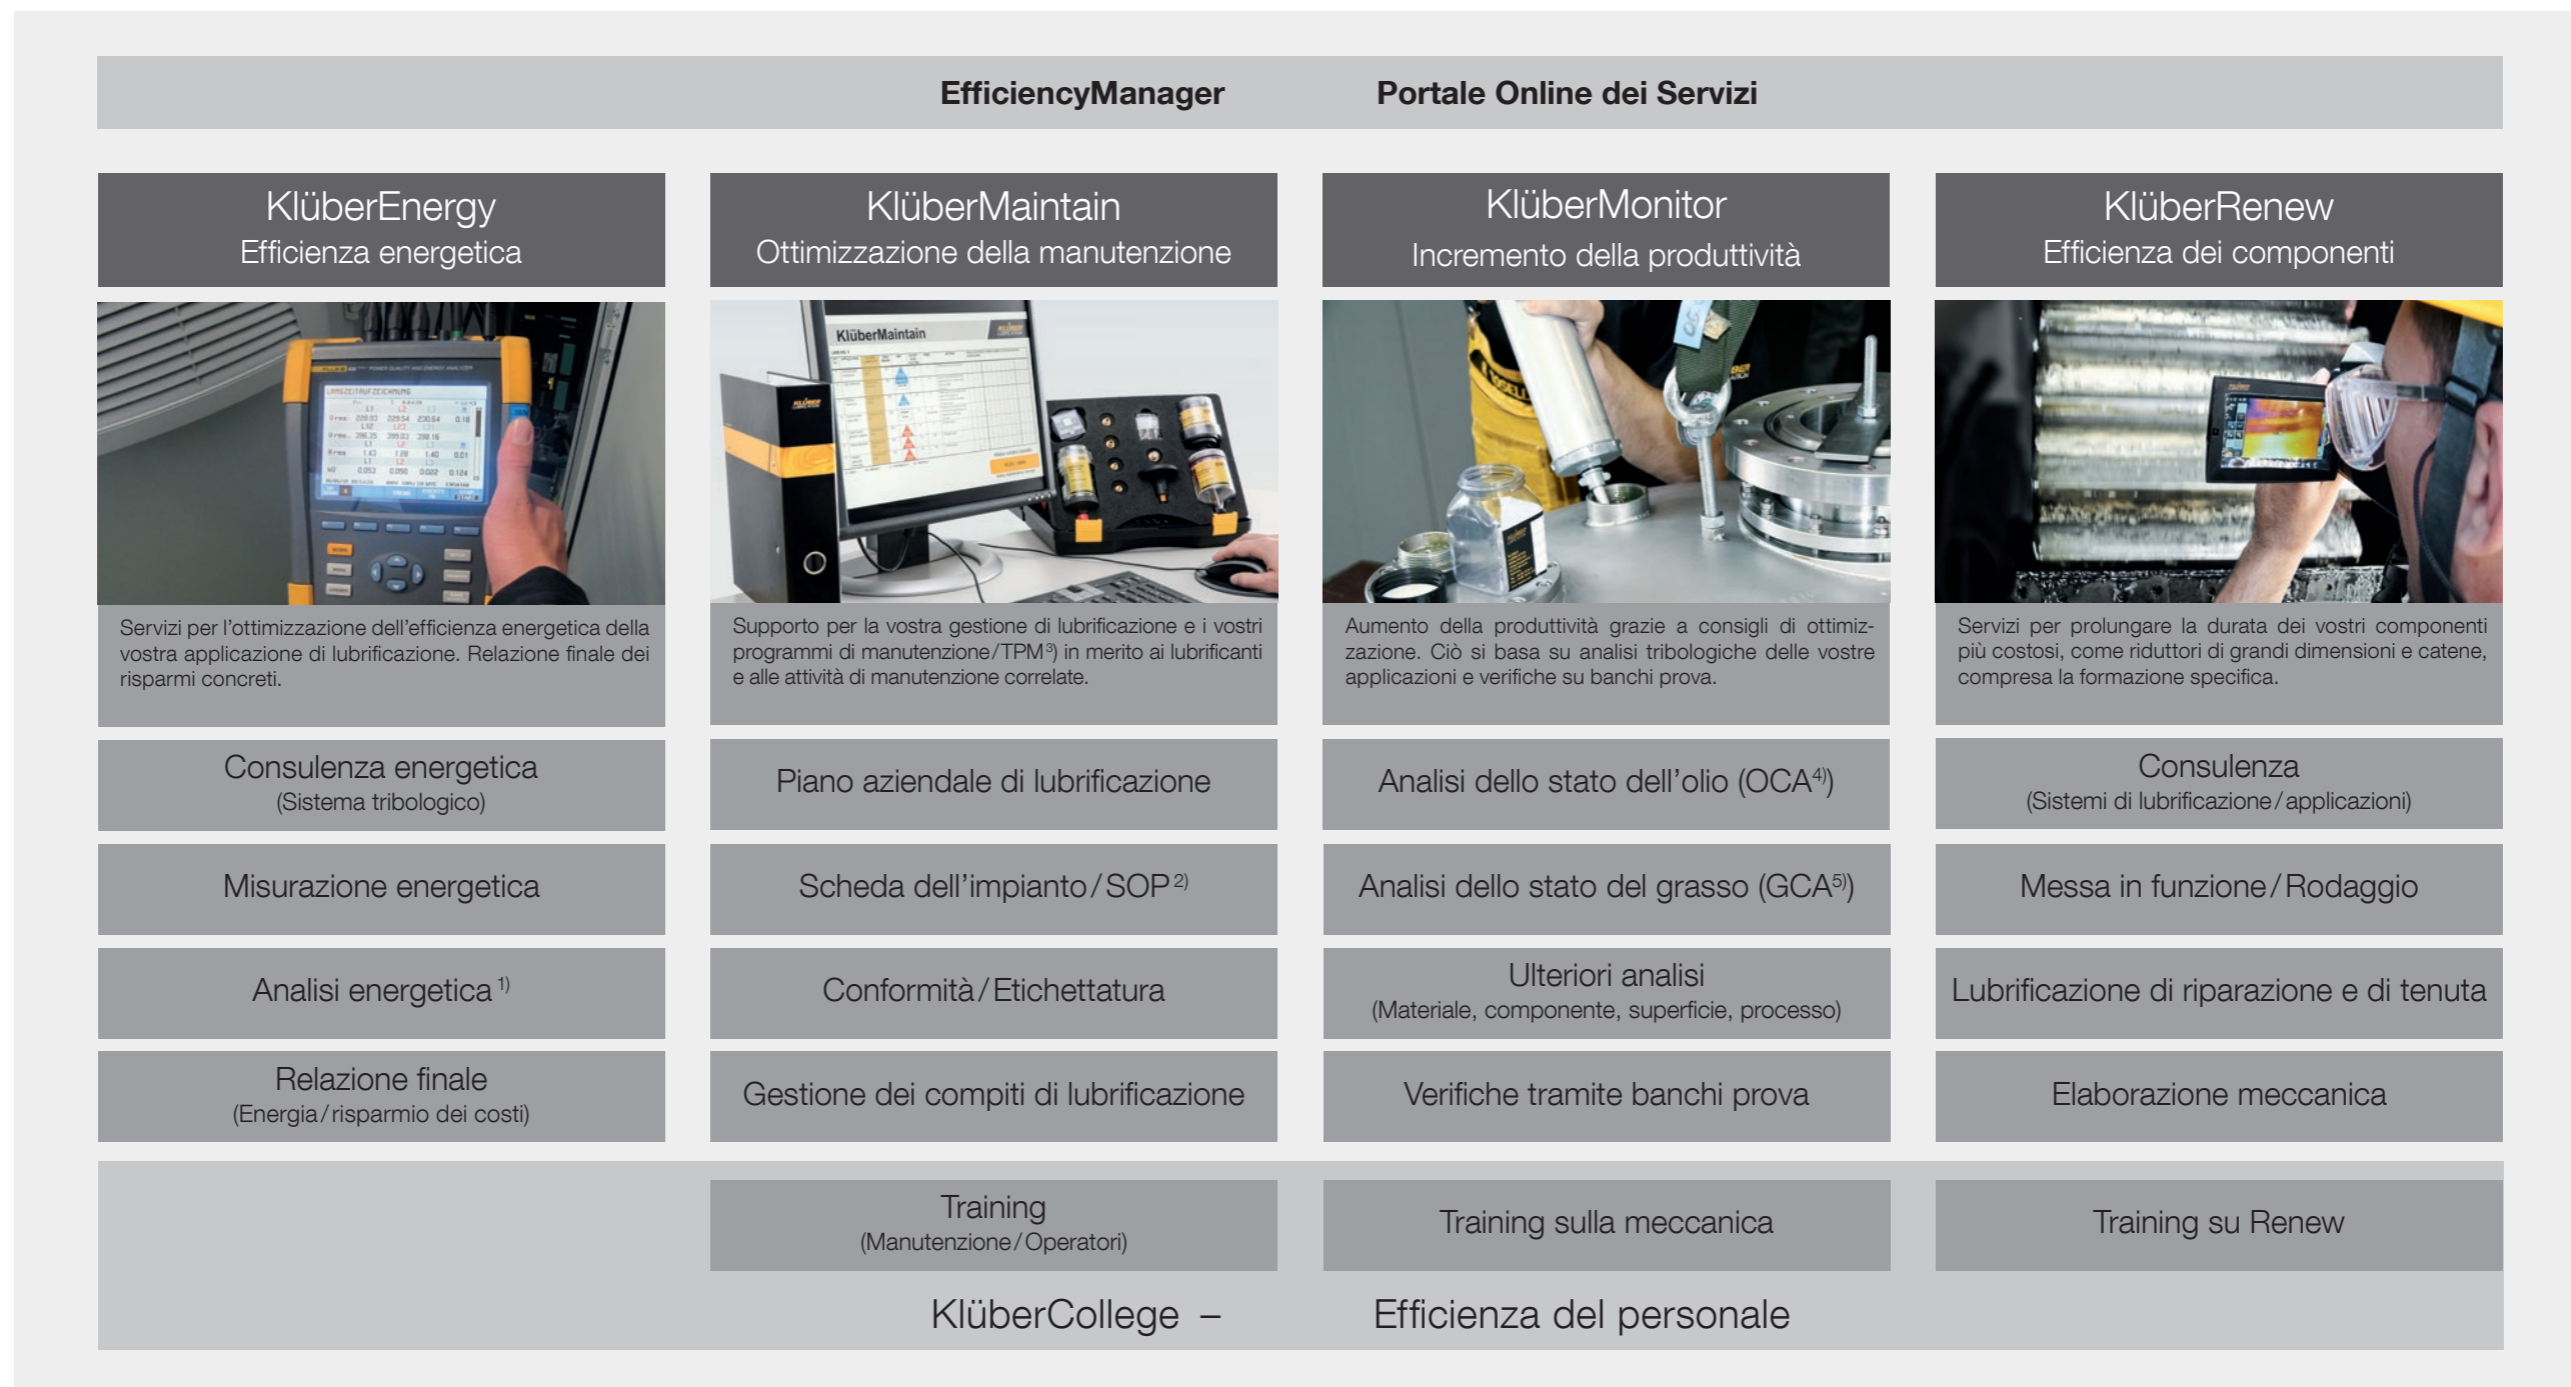 EfficiencyManager Portale Online dei Servizi
KlüberEnergy
Efficienza energetica
KlüberMaintain
Ottimizzazione della manutenzione
KlüberMonitor
Incremento della produttività
KlüberRenew
Efficienza dei componenti
LANGZEITAUFZEICHNUNG
KlüberMaintain
KLÜBER
Servizi per l'ottimizzazione dell'efficienza energetica della
vostra applicazione di lubrificazione. Relazione finale dei
risparmi concreti.
Supporto per la vostra gestione di lubrificazione e i vostri
programmi di manutenzione/TPM³⁾ in merito ai lubrificanti
e alle attività di manutenzione correlate.
Aumento della produttività grazie a consigli di ottimiz-
zazione. Ciò si basa su analisi tribologiche delle vostre
applicazioni e verifiche su banchi prova.
Servizi per prolungare la durata dei vostri componenti
più costosi, come riduttori di grandi dimensioni e catene,
compresa la formazione specifica.
Consulenza energetica
(Sistema tribologico)
Piano aziendale di lubrificazione
Analisi dello stato dell'olio (OCA⁴⁾)
Consulenza
(Sistemi di lubrificazione/applicazioni)
Misurazione energetica
Scheda dell'impianto/SOP²⁾
Analisi dello stato del grasso (GCA⁵⁾)
Messa in funzione/Rodaggio
Analisi energetica¹⁾
Conformità/Etichettatura
Ulteriori analisi
(Materiale, componente, superficie, processo)
Lubrificazione di riparazione e di tenuta
Relazione finale
(Energia/risparmio dei costi)
Gestione dei compiti di lubrificazione
Verifiche tramite banchi prova
Elaborazione meccanica
Training
(Manutenzione/Operatori)
Training sulla meccanica
Training su Renew
KlüberCollege – Efficienza del personale